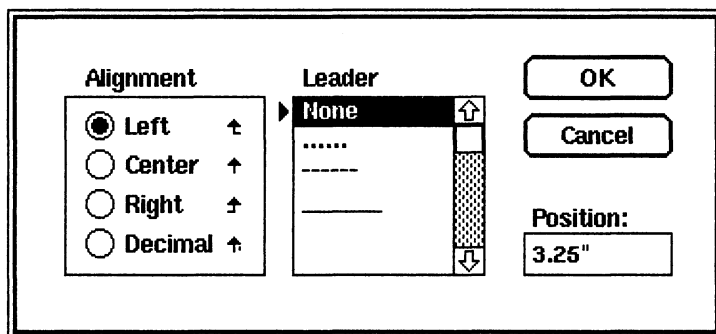 Alignment
Left
Center
Right
Decimal
Leader
None
......
------
______
OK
Cancel
Position:
3.25"